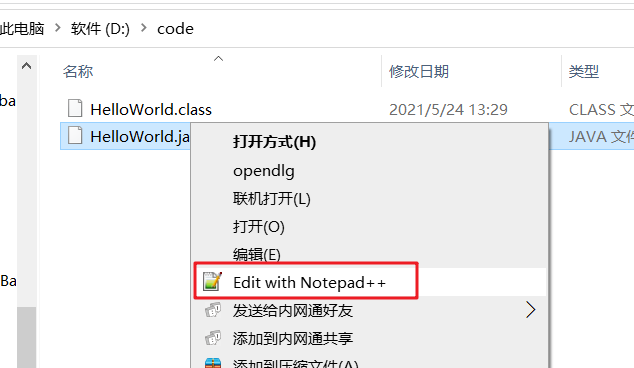 此电脑 > 软件 (D:) > code
名称 修改日期 类型
ba
HelloWorld.class 2021/5/24 13:29 CLASS 文
HelloWorld.ja JAVA 文件
打开方式(H)
opendlg
联机打开(L)
打开(O)
编辑(E)
Ba
Edit with Notepad++
发送给内网通好友
添加到内网通共享
添加到压缩文件(A)